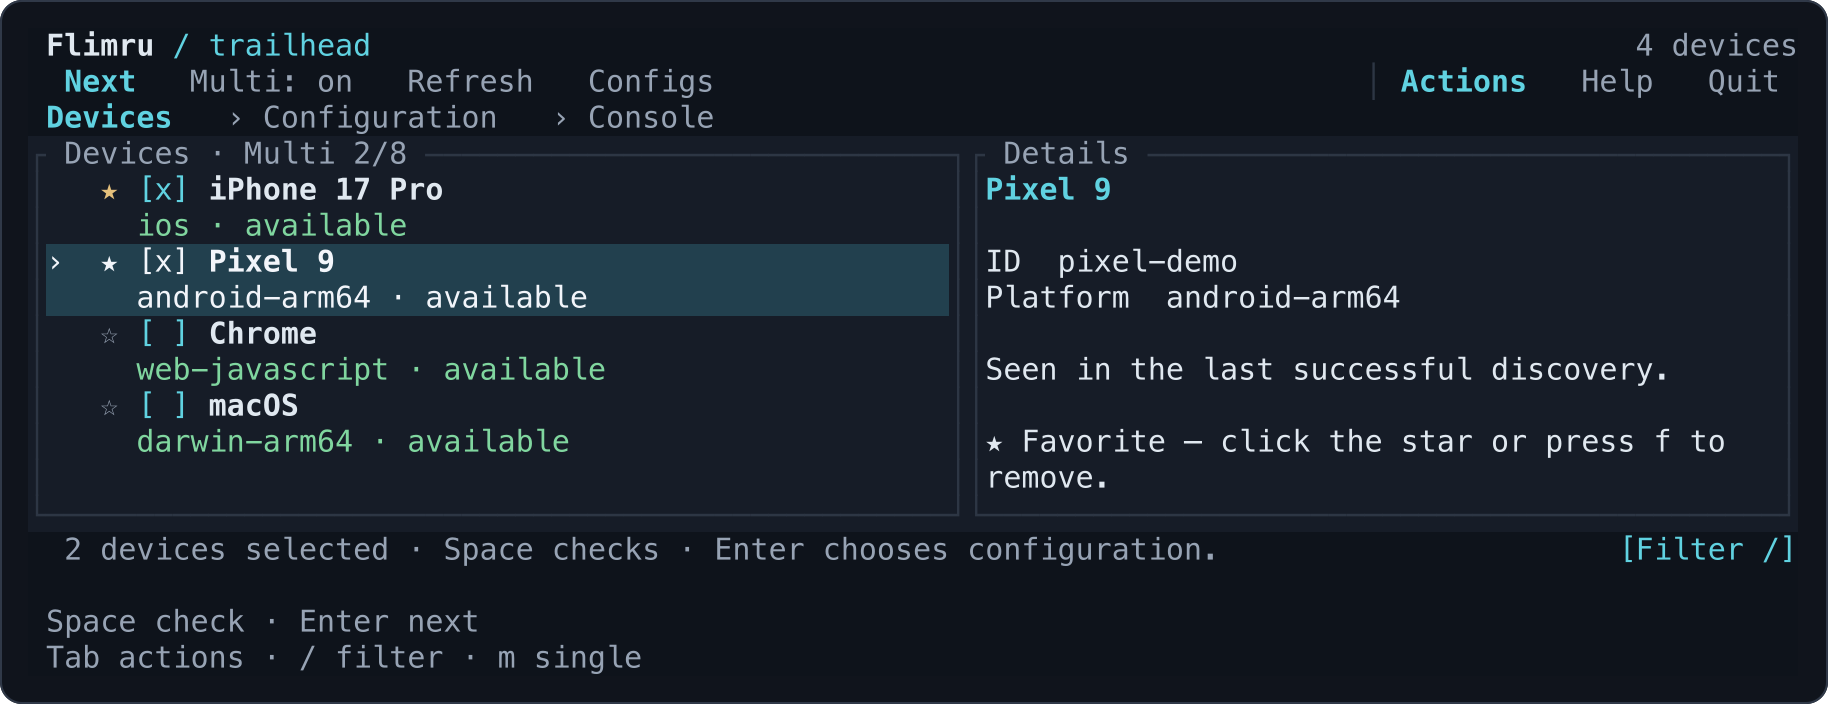 Flimru / trailhead 4 devices
Next Multi: on Refresh Configs │ Actions Help Quit
Devices › Configuration › Console
Devices · Multi 2/8
Details
★ [x] iPhone 17 Pro
ios · available
› ★ [x] Pixel 9
android-arm64 · available
☆ [ ] Chrome
web-javascript · available
☆ [ ] macOS
darwin-arm64 · available
Pixel 9
ID pixel-demo
Platform android-arm64
Seen in the last successful discovery.
★ Favorite — click the star or press f to
remove.
2 devices selected · Space checks · Enter chooses configuration. [Filter /]
Space check · Enter next
Tab actions · / filter · m single